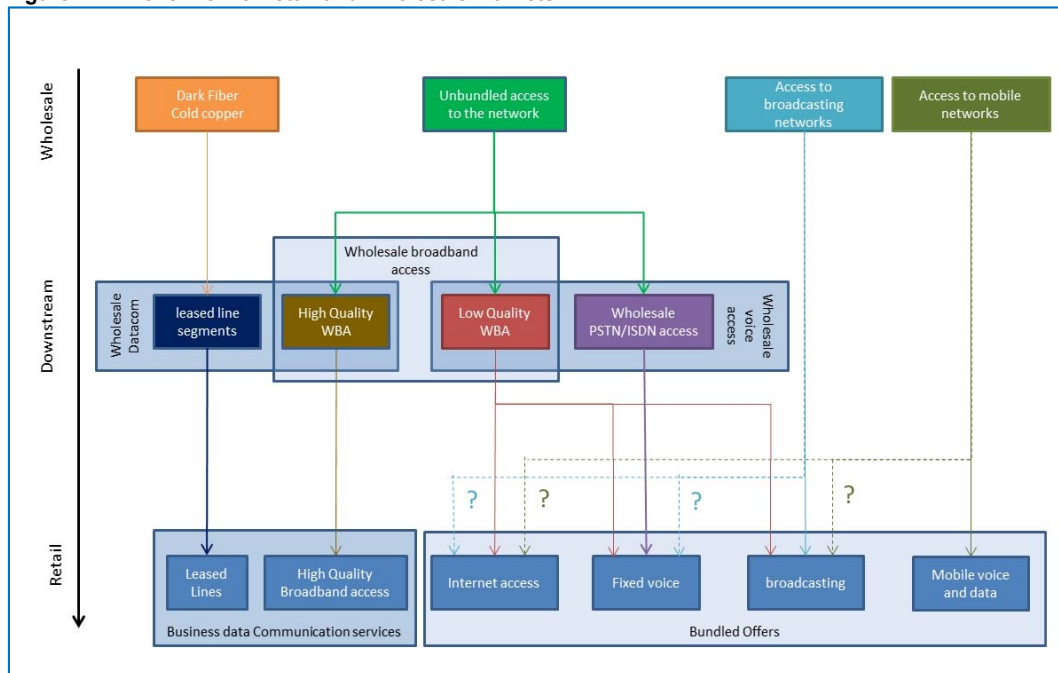 Wholesale
Dark Fiber
Cold copper
Unbundled access
to the network
Access to
broadcasting
networks
Access to mobile
networks
Downstream
Wholesale broadband
access
Wholesale
Datacom
leased line
segments
High Quality
WBA
Low Quality
WBA
Wholesale
PSTN/ISDN access
Wholesale
voice
access
?
?
?
?
Retail
Leased
Lines
High Quality
Broadband access
Business data Communication services
Internet access
Fixed voice
broadcasting
Mobile voice
and data
Bundled Offers